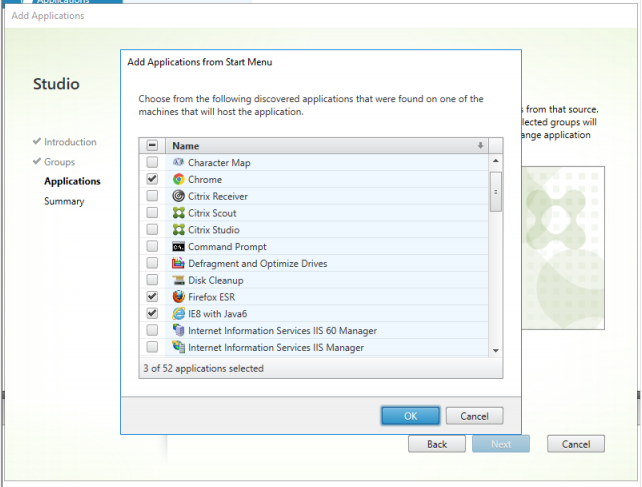 Applications
Add Applications
Add Applications from Start Menu
Studio
Choose from the following discovered applications that were found on one of the
machines that will host the application.
from that source.
lected groups will
ange application
Introduction
Groups
Applications
Summary
Name
Character Map
Chrome
Citrix Receiver
Citrix Scout
Citrix Studio
Command Prompt
Defragment and Optimize Drives
Disk Cleanup
Firefox ESR
IE8 with Java6
Internet Information Services IIS 60 Manager
Internet Information Services IIS Manager
3 of 52 applications selected
OK
Cancel
Back
Next
Cancel